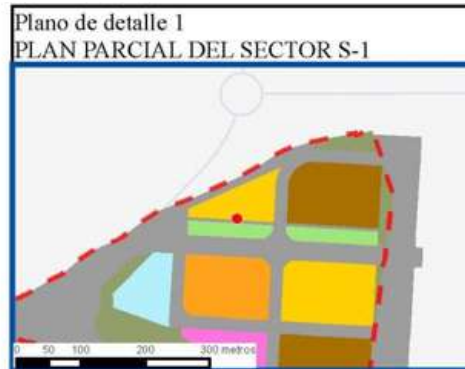 Plano de detalle 1
PLAN PARCIAL DEL SECTOR S-1
0 50 100 200 300 metros